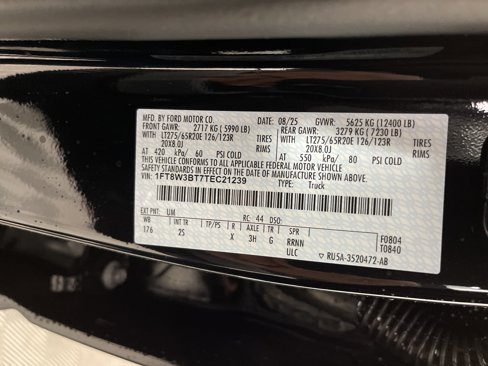 MFD. BY FORD MOTOR CO. DATE: 08/25 GVWR: 5625 KG (12400 LB)
FRONT GAWR: 2717 KG (5990 LB) REAR GAWR: 3279 KG (7230 LB)
LT275/65R20E 126/123R TIRES LT275/65R20E 126/123R TIRES
20X8.0J RIMS 20X8.0J RIMS
AT 420 kPa/ 60 PSI COLD AT 550 kPa/ 80 PSI COLD
THIS VEHICLE CONFORMS TO ALL APPLICABLE FEDERAL MOTOR VEHICLE
SAFETY STANDARDS IN EFFECT ON THE DATE OF MANUFACTURE SHOWN ABOVE.
VIN: 1FT8W3BT7TEC21239 TYPE: Truck
EXT PNT: UM RC: 44 DSO:
WB INT TR TP/PS R AXLE TR SPR
176 2S X 3H G RRNN F0804
ULC T0840
RU5A-3520472-AB